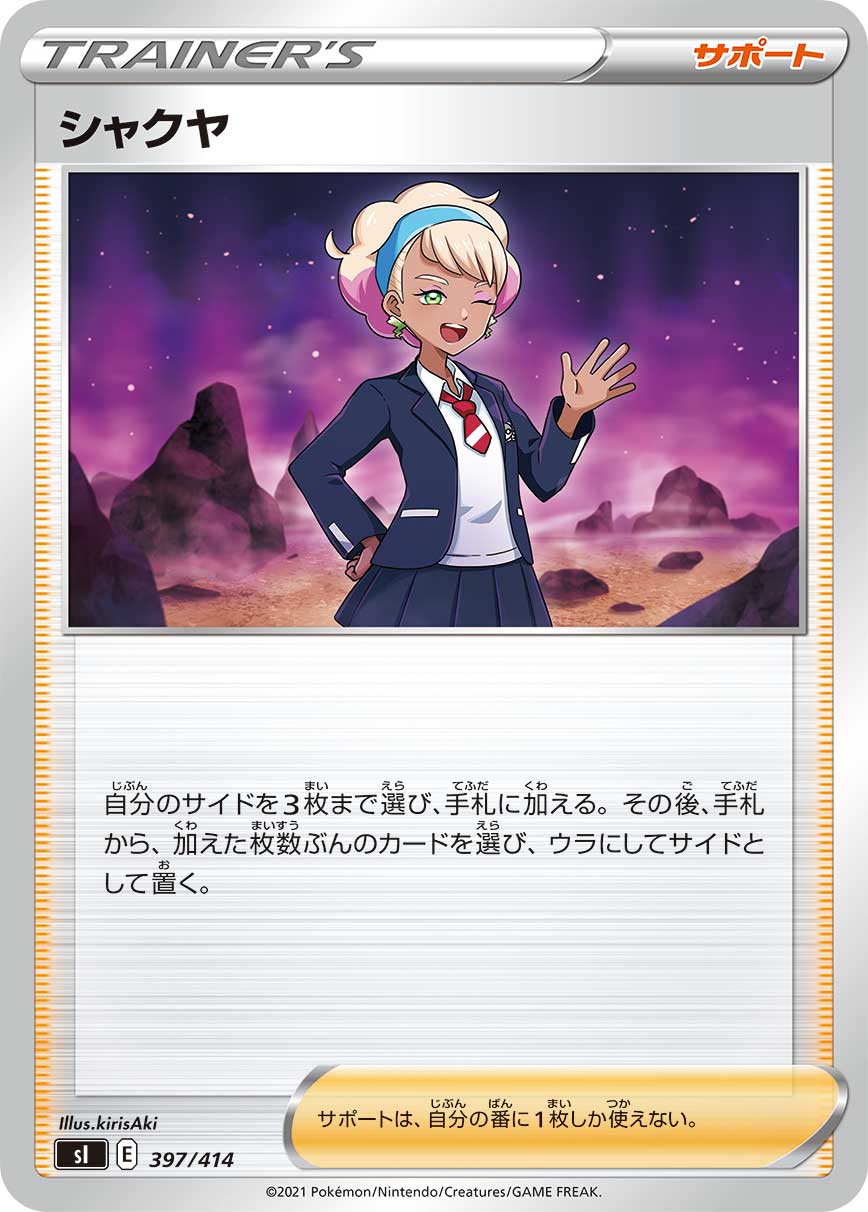 TRAINER'S
サポート
シャクヤ
自分のサイドを3枚まで選び、手札に加える。その後、手札
から、加えた枚数ぶんのカードを選び、ウラにしてサイドと
して置く。
Illus.kirisAki
サポートは、自分の番に1枚しか使えない。
sI E 397/414
©2021 Pokémon/Nintendo/Creatures/GAME FREAK.